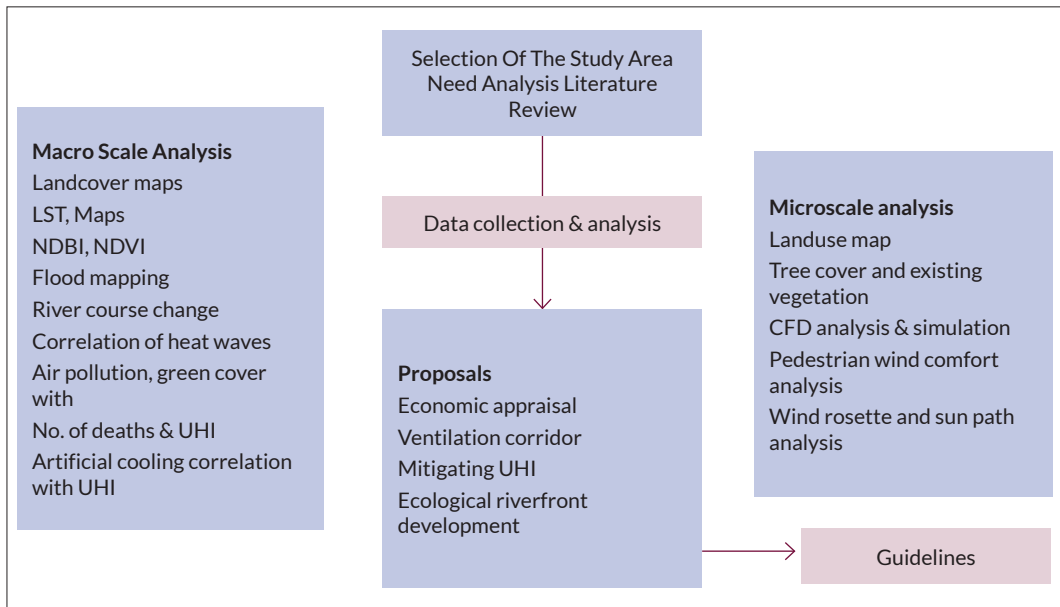 Selection Of The Study Area
Need Analysis Literature
Review
Macro Scale Analysis
Landcover maps
LST, Maps
NDBI, NDVI
Flood mapping
River course change
Correlation of heat waves
Air pollution, green cover
with
No. of deaths & UHI
Artificial cooling correlation
with UHI
Data collection & analysis
Microscale analysis
Landuse map
Tree cover and existing
vegetation
CFD analysis & simulation
Pedestrian wind comfort
analysis
Wind rosette and sun path
analysis
Proposals
Economic appraisal
Ventilation corridor
Mitigating UHI
Ecological riverfront
development
Guidelines